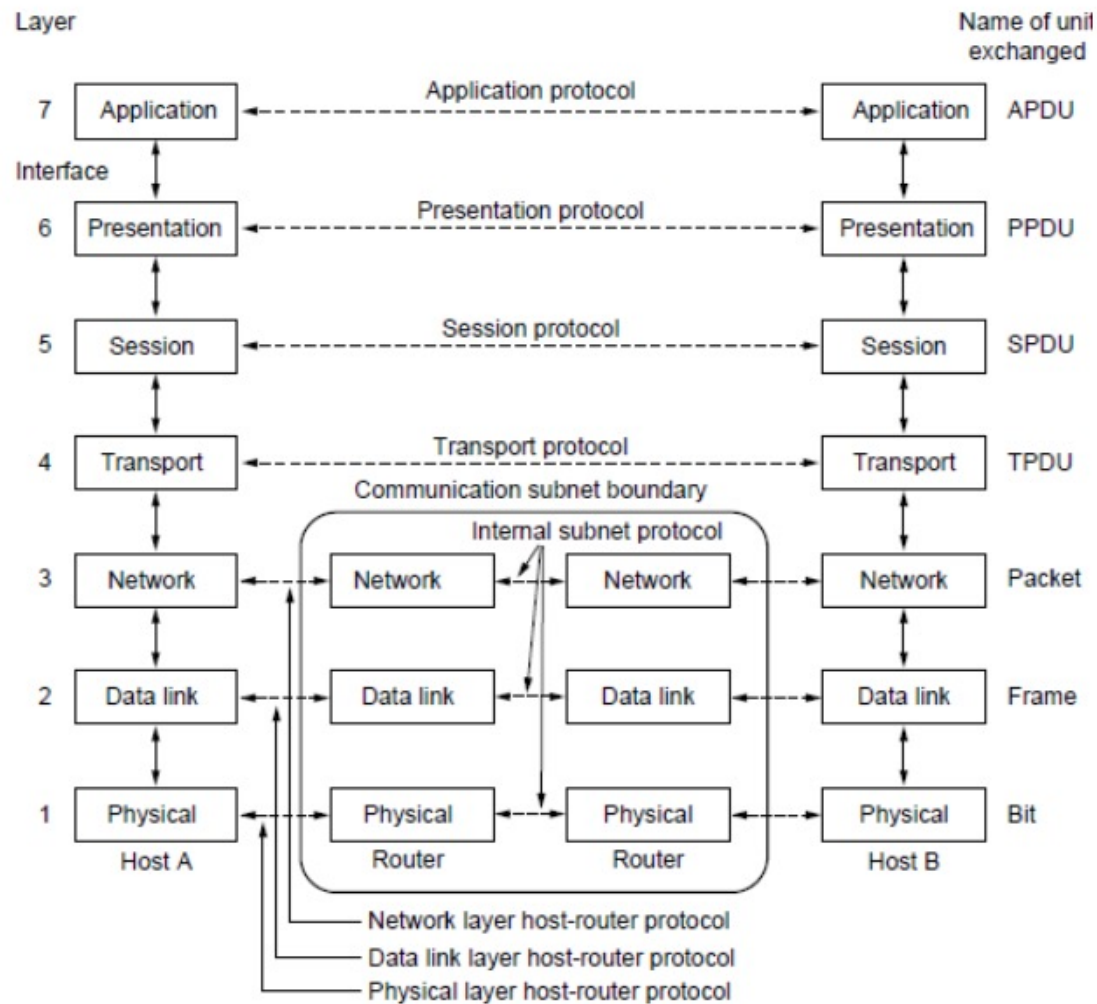 Layer
Name of unit
exchanged
Application protocol
7
Application
Application
APDU
Interface
Presentation protocol
6
Presentation
Presentation
PPDU
Session protocol
5
Session
Session
SPDU
Transport protocol
4
Transport
Transport
TPDU
Communication subnet boundary
Internal subnet protocol
3
Network
Network
Network
Network
Packet
2
Data link
Data link
Data link
Data link
Frame
1
Physical
Physical
Physical
Physical
Bit
Host A
Router
Router
Host B
Network layer host-router protocol
Data link layer host-router protocol
Physical layer host-router protocol